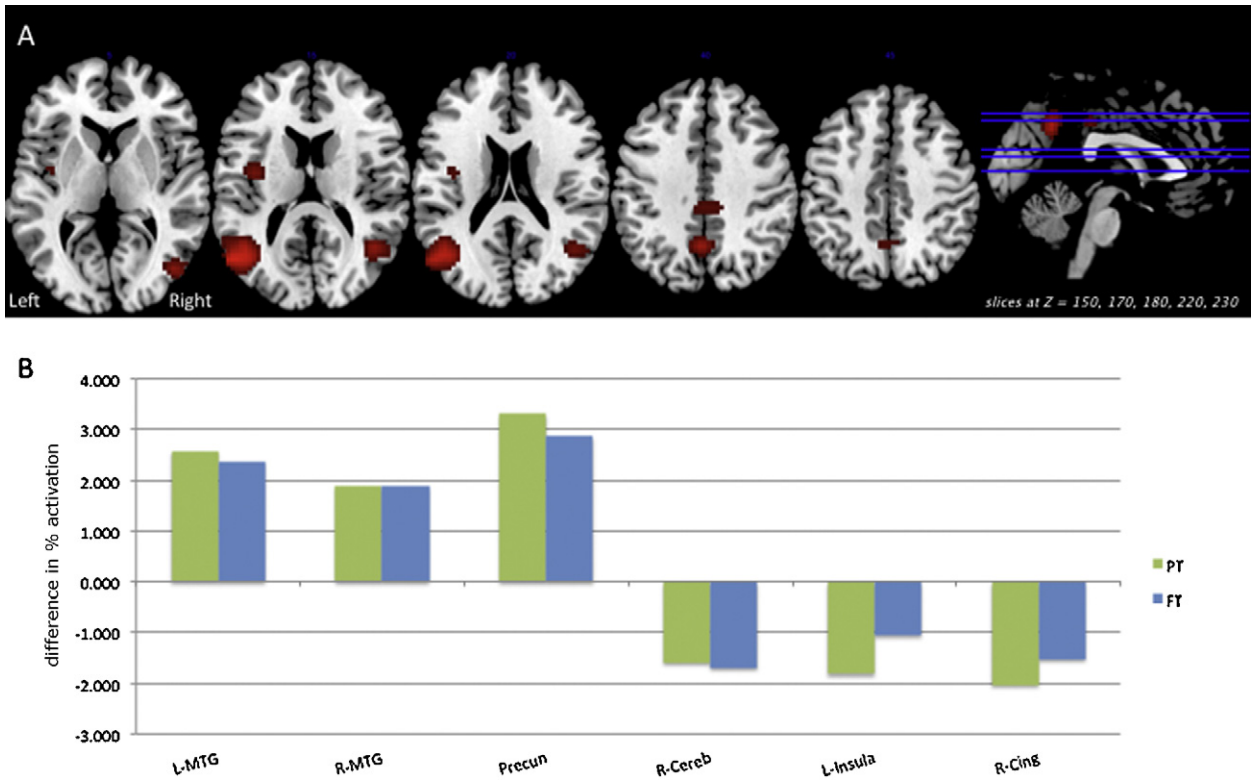 A
Left
Right
slices at Z = 150, 170, 180, 220, 230
B
difference in % activation
4.000
3.000
2.000
1.000
0.000
-1.000
-2.000
-3.000
L-MTG
R-MTG
Precun
R-Cereb
L-Insula
R-Cing
PT
FT